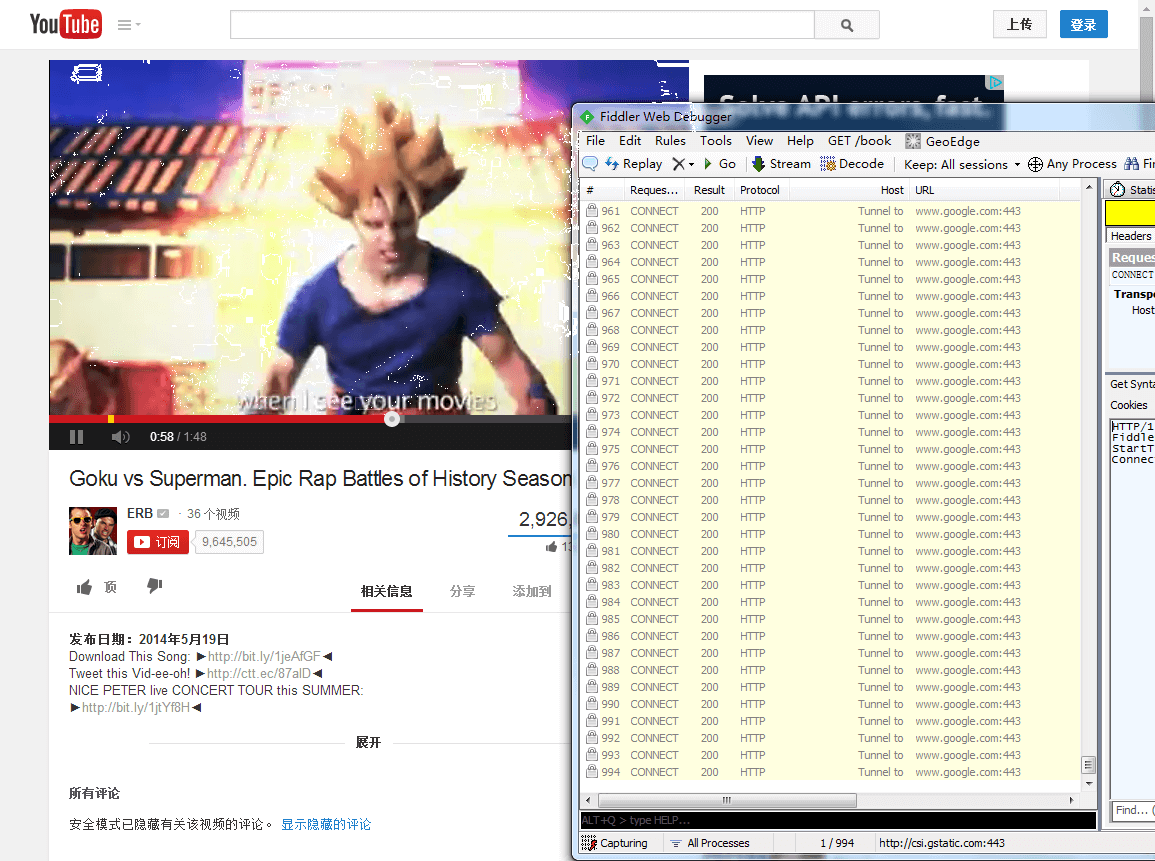 YouTube
上传
登录
Solve API errors, fast.
when I see your movies
0:58 / 1:48
Goku vs Superman. Epic Rap Battles of History Season
ERB · 36 个视频
订阅 9,645,505
2,926,
13
顶
相关信息 分享 添加到
发布日期：2014年5月19日
Download This Song: ►http://bit.ly/1jeAfGF◄
Tweet this Vid-ee-oh! ►http://ctt.ec/87alD◄
NICE PETER live CONCERT TOUR this SUMMER:
►http://bit.ly/1jtYf8H◄
展开
所有评论
安全模式已隐藏有关该视频的评论。 显示隐藏的评论
Fiddler Web Debugger
File Edit Rules Tools View Help GET /book GeoEdge
Replay Go Stream Decode Keep: All sessions Any Process Fi
# Reques... Result Protocol Host URL
961 CONNECT 200 HTTP Tunnel to www.google.com:443
962 CONNECT 200 HTTP Tunnel to www.google.com:443
963 CONNECT 200 HTTP Tunnel to www.google.com:443
964 CONNECT 200 HTTP Tunnel to www.google.com:443
965 CONNECT 200 HTTP Tunnel to www.google.com:443
966 CONNECT 200 HTTP Tunnel to www.google.com:443
967 CONNECT 200 HTTP Tunnel to www.google.com:443
968 CONNECT 200 HTTP Tunnel to www.google.com:443
969 CONNECT 200 HTTP Tunnel to www.google.com:443
970 CONNECT 200 HTTP Tunnel to www.google.com:443
971 CONNECT 200 HTTP Tunnel to www.google.com:443
972 CONNECT 200 HTTP Tunnel to www.google.com:443
973 CONNECT 200 HTTP Tunnel to www.google.com:443
974 CONNECT 200 HTTP Tunnel to www.google.com:443
975 CONNECT 200 HTTP Tunnel to www.google.com:443
976 CONNECT 200 HTTP Tunnel to www.google.com:443
977 CONNECT 200 HTTP Tunnel to www.google.com:443
978 CONNECT 200 HTTP Tunnel to www.google.com:443
979 CONNECT 200 HTTP Tunnel to www.google.com:443
980 CONNECT 200 HTTP Tunnel to www.google.com:443
981 CONNECT 200 HTTP Tunnel to www.google.com:443
982 CONNECT 200 HTTP Tunnel to www.google.com:443
983 CONNECT 200 HTTP Tunnel to www.google.com:443
984 CONNECT 200 HTTP Tunnel to www.google.com:443
985 CONNECT 200 HTTP Tunnel to www.google.com:443
986 CONNECT 200 HTTP Tunnel to www.google.com:443
987 CONNECT 200 HTTP Tunnel to www.google.com:443
988 CONNECT 200 HTTP Tunnel to www.google.com:443
989 CONNECT 200 HTTP Tunnel to www.google.com:443
990 CONNECT 200 HTTP Tunnel to www.google.com:443
991 CONNECT 200 HTTP Tunnel to www.google.com:443
992 CONNECT 200 HTTP Tunnel to www.google.com:443
993 CONNECT 200 HTTP Tunnel to www.google.com:443
994 CONNECT 200 HTTP Tunnel to www.google.com:443
Statis
Headers
Reques
CONNECT
Transpo
Host
Get Synta
Cookies
HTTP/1
Fiddle
StartT
Connec
Find... (
ALT+Q > type HELP...
Capturing All Processes 1 / 994 http://csi.gstatic.com:443